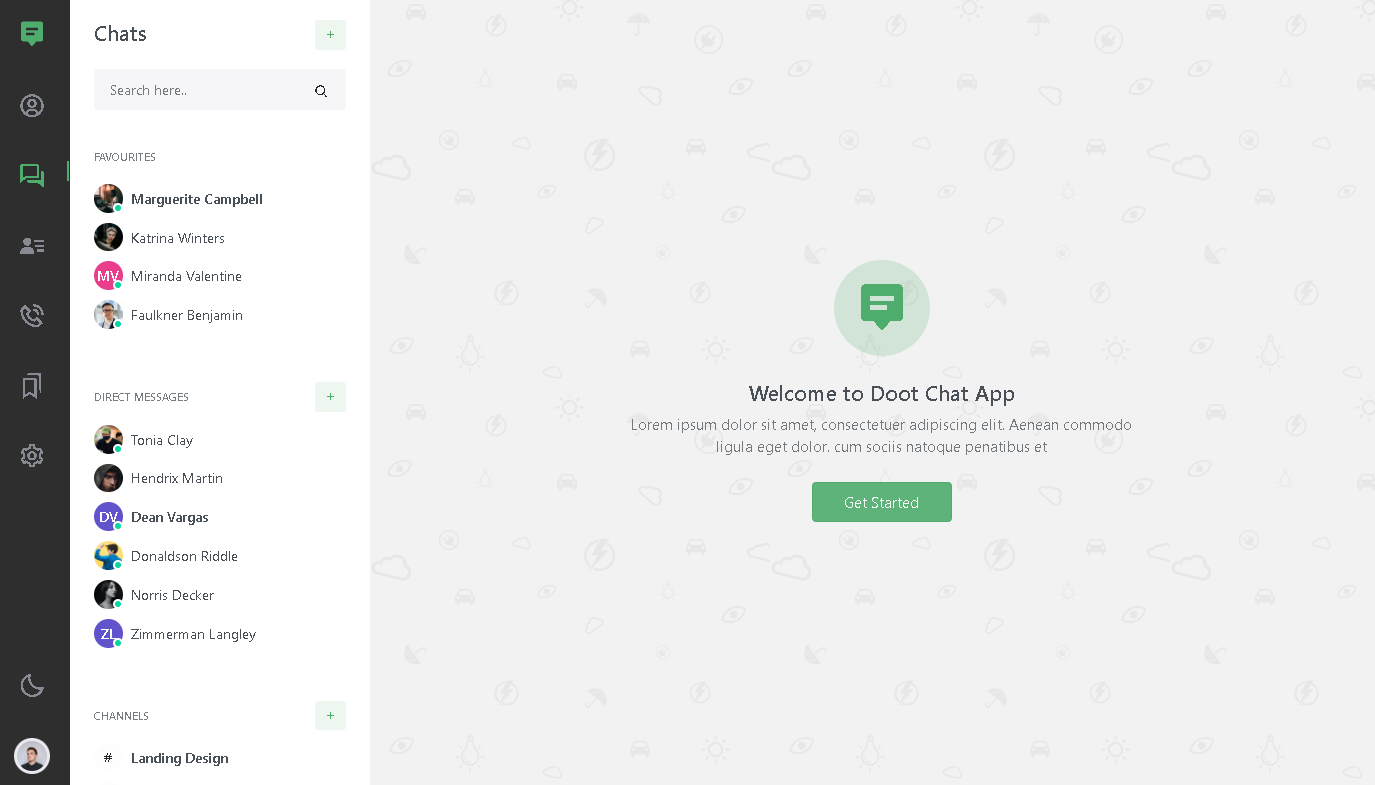 Chats
+
Search here..
FAVOURITES
Marguerite Campbell
Katrina Winters
MV Miranda Valentine
Faulkner Benjamin
DIRECT MESSAGES +
Tonia Clay
Hendrix Martin
DV Dean Vargas
Donaldson Riddle
Norris Decker
ZL Zimmerman Langley
CHANNELS +
# Landing Design
Welcome to Doot Chat App
Lorem ipsum dolor sit amet, consectetuer adipiscing elit. Aenean commodo
ligula eget dolor. cum sociis natoque penatibus et
Get Started